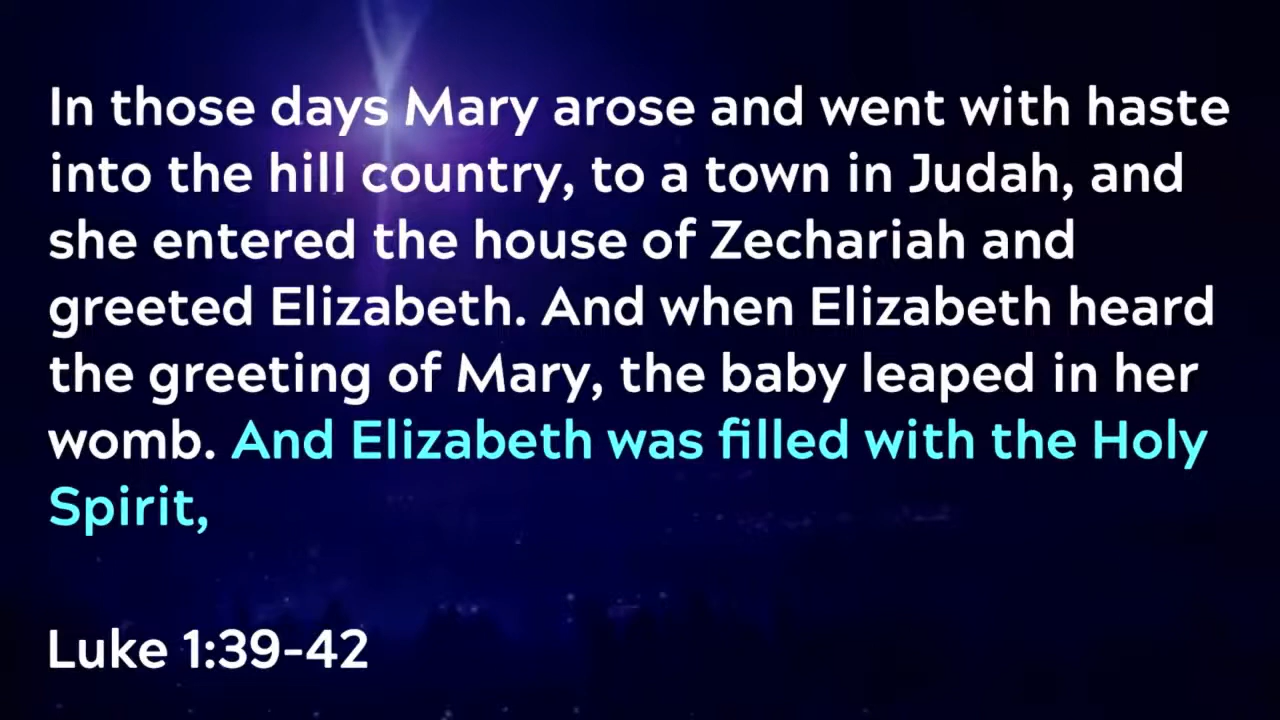 In those days Mary arose and went with haste
into the hill country, to a town in Judah, and
she entered the house of Zechariah and
greeted Elizabeth. And when Elizabeth heard
the greeting of Mary, the baby leaped in her
womb. And Elizabeth was filled with the Holy
Spirit,
Luke 1:39-42